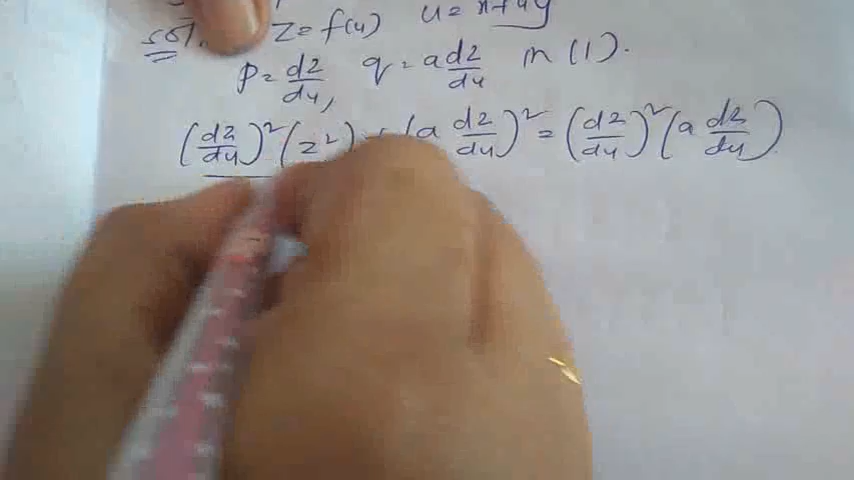 sol. z = f(u) u = x+ay
p = dz/du, q = a dz/du in (1).
(dz/du)² (z²) + (a dz/du)² = (dz/du)² (a dz/du)